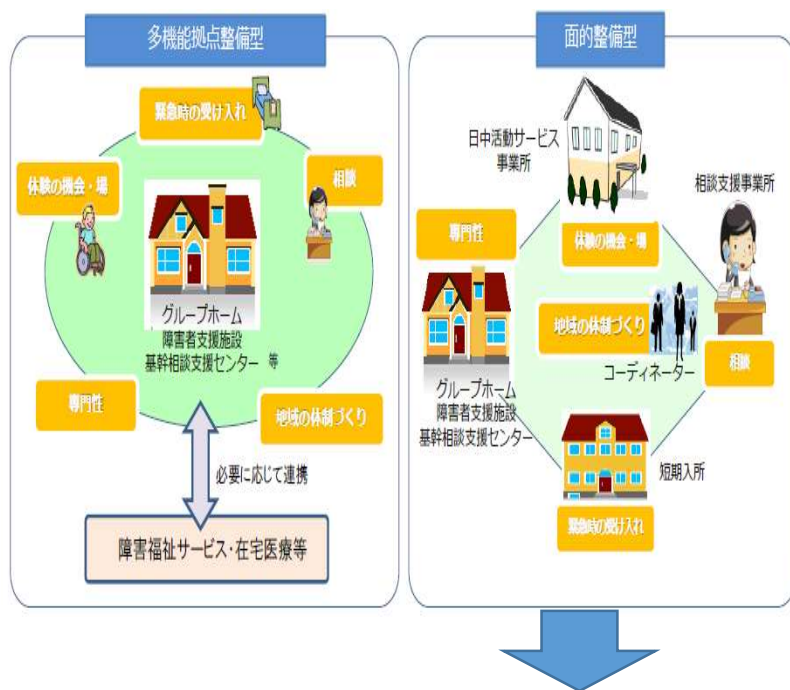 多機能拠点整備型
緊急時の受け入れ
体験の機会・場
相談
グループホーム
障害者支援施設
基幹相談支援センター 等
専門性
地域の体制づくり
必要に応じて連携
障害福祉サービス・在宅医療等
面的整備型
日中活動サービス
事業所
相談支援事業所
専門性
体験の機会・場
地域の体制づくり
コーディネーター
相談
グループホーム
障害者支援施設
基幹相談支援センター
短期入所
緊急時の受け入れ